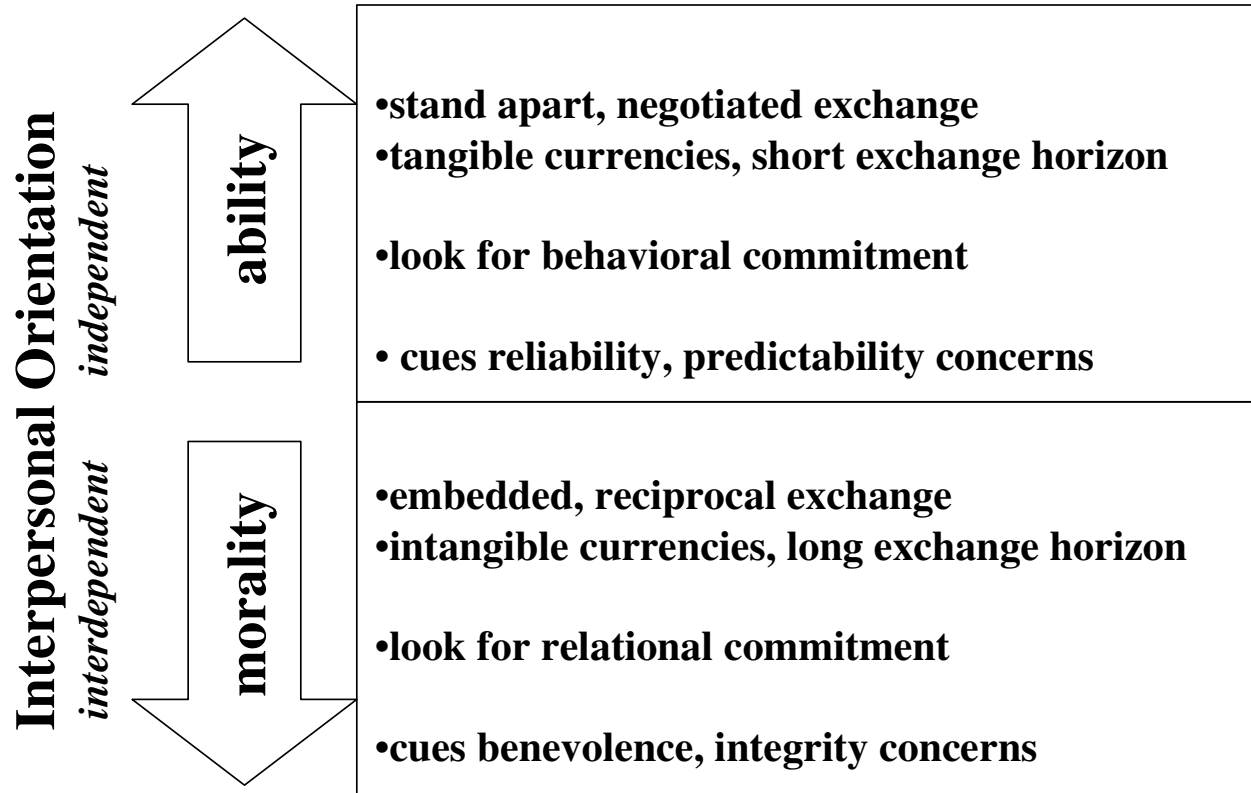 Interpersonal Orientation
independent
ability
•stand apart, negotiated exchange
•tangible currencies, short exchange horizon
•look for behavioral commitment
• cues reliability, predictability concerns
interdependent
morality
•embedded, reciprocal exchange
•intangible currencies, long exchange horizon
•look for relational commitment
•cues benevolence, integrity concerns